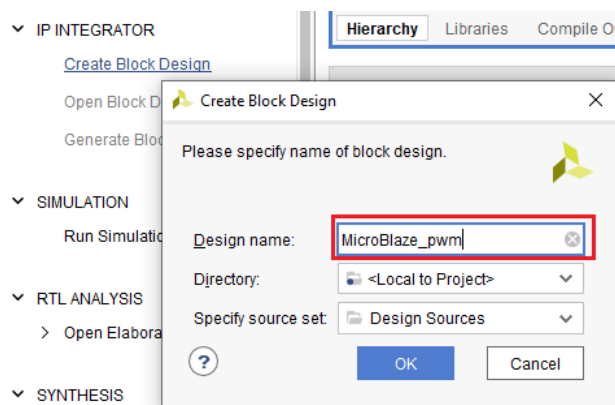 IP INTEGRATOR
Create Block Design
Open Block D
Generate Bloc
SIMULATION
Run Simulatio
RTL ANALYSIS
Open Elabora
SYNTHESIS
Hierarchy Libraries Compile O
Create Block Design
Please specify name of block design.
Design name: MicroBlaze_pwm
Directory: <Local to Project>
Specify source set: Design Sources
? OK Cancel